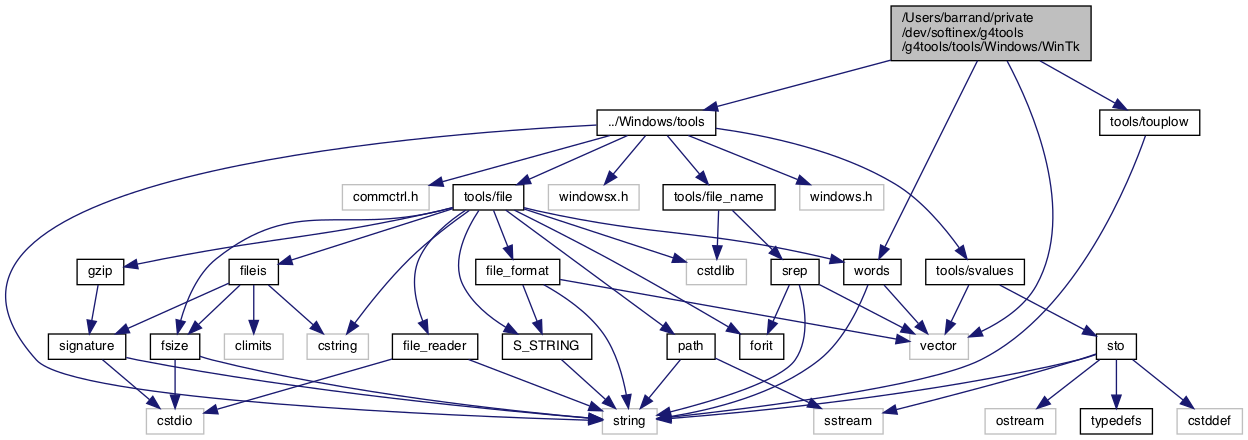 /Users/barrand/private
/dev/softinex/g4tools
/g4tools/tools/Windows/WinTk
../Windows/tools
tools/touplow
commctrl.h
tools/file
windowsx.h
tools/file_name
windows.h
gzip
fileis
file_format
cstdlib
srep
words
tools/svalues
signature
fsize
climits
cstring
file_reader
S_STRING
path
forit
vector
sto
cstdio
string
sstream
ostream
typedefs
cstddef